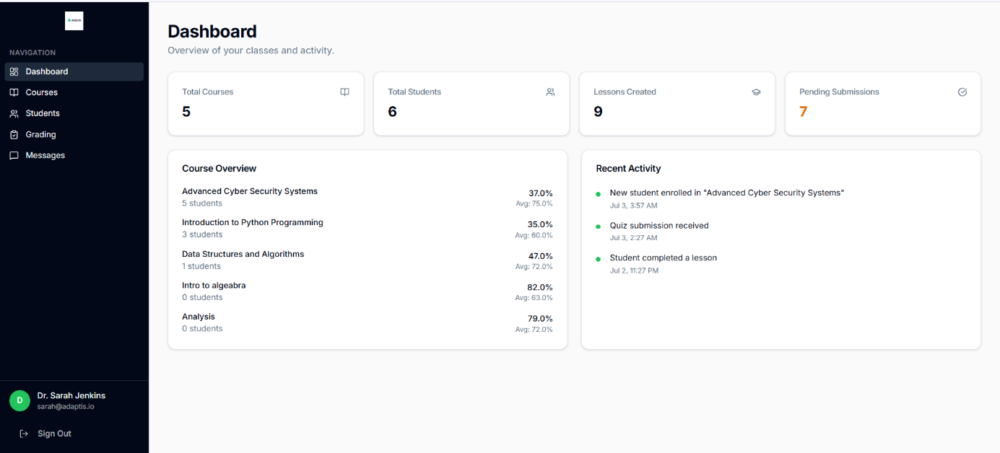 Adaptis
NAVIGATION
Dashboard
Courses
Students
Grading
Messages
D
Dr. Sarah Jenkins
sarah@adaptis.io
Sign Out
Dashboard
Overview of your classes and activity.
Total Courses
5
Total Students
6
Lessons Created
9
Pending Submissions
7
Course Overview
Advanced Cyber Security Systems
37.0%
5 students
Avg: 75.0%
Introduction to Python Programming
35.0%
3 students
Avg: 60.0%
Data Structures and Algorithms
47.0%
1 students
Avg: 72.0%
Intro to algeabra
82.0%
0 students
Avg: 63.0%
Analysis
79.0%
0 students
Avg: 72.0%
Recent Activity
New student enrolled in "Advanced Cyber Security Systems"
Jul 3, 3:57 AM
Quiz submission received
Jul 3, 2:27 AM
Student completed a lesson
Jul 2, 11:27 PM